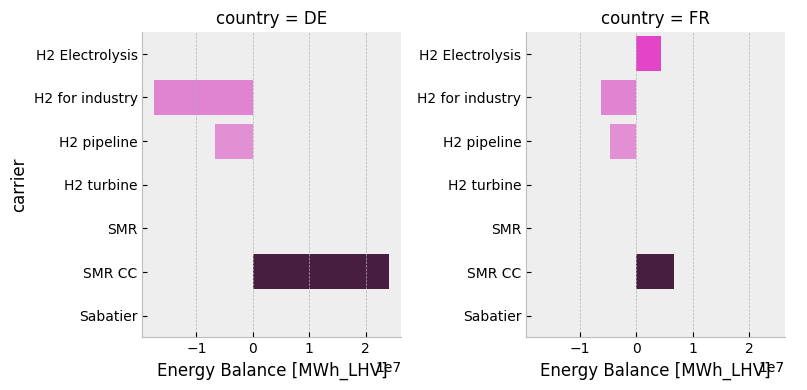 country = DE
country = FR
carrier
H2 Electrolysis
H2 for industry
H2 pipeline
H2 turbine
SMR
SMR CC
Sabatier
−1 0 1 2
1e7
Energy Balance [MWh_LHV]
H2 Electrolysis
H2 for industry
H2 pipeline
H2 turbine
SMR
SMR CC
Sabatier
−1 0 1 2
1e7
Energy Balance [MWh_LHV]